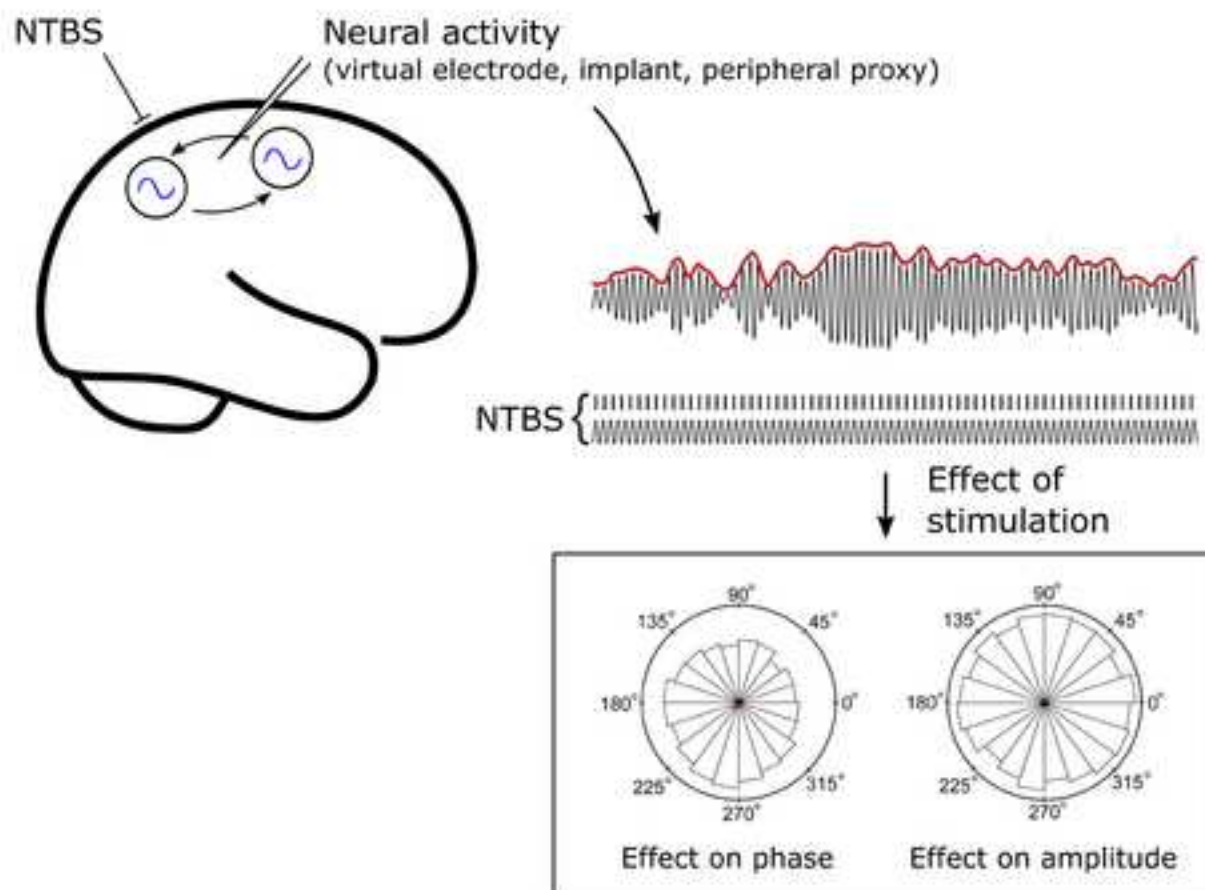 NTBS
Neural activity
(virtual electrode, implant, peripheral proxy)
NTBS {
Effect of
stimulation
90°
135°
45°
180°
0°
225°
315°
270°
Effect on phase
90°
135°
45°
180°
0°
225°
315°
270°
Effect on amplitude